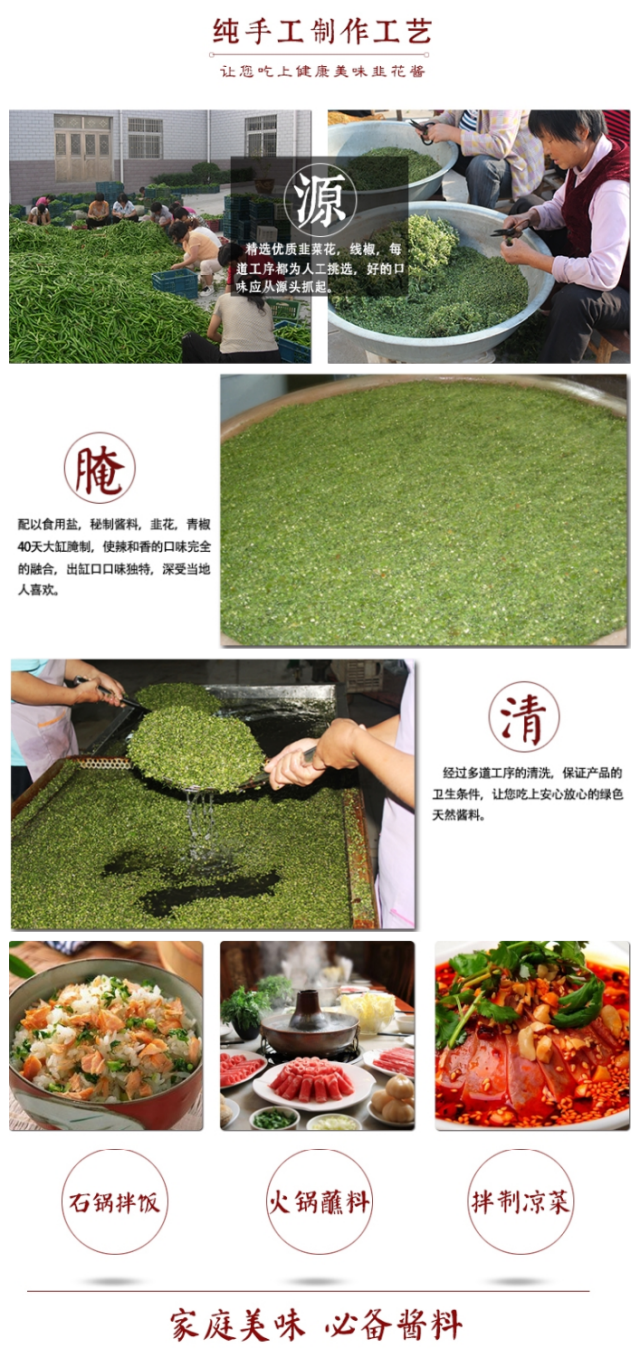 纯手工制作工艺
让您吃上健康美味韭花酱
源
精选优质韭菜花，线椒，每
道工序都为人工挑选，好的口
味应从源头抓起。
腌
配以食用盐，秘制酱料，韭花，青椒
40天大缸腌制，使辣和香的口味完全
的融合，出缸口口味独特，深受当地
人喜欢。
清
经过多道工序的清洗，保证产品的
卫生条件，让您吃上安心放心的绿色
天然酱料。
石锅拌饭
火锅蘸料
拌制凉菜
家庭美味 必备酱料